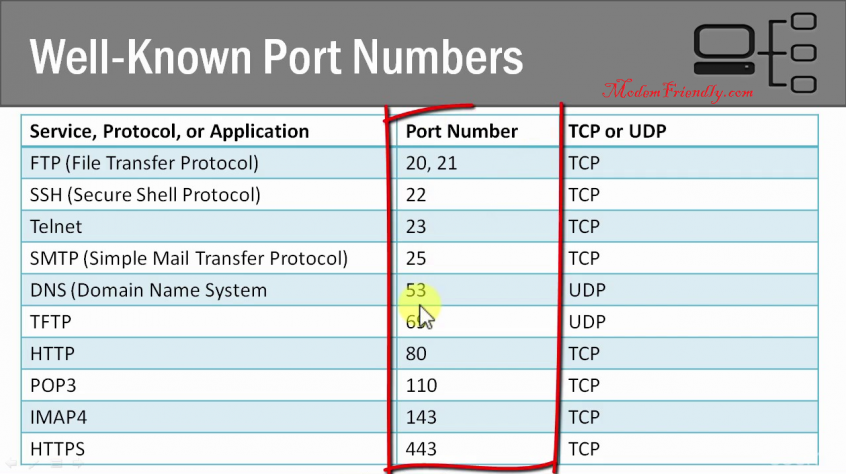 Well-Known Port Numbers
ModemFriendly.com
Service, Protocol, or Application Port Number TCP or UDP
FTP (File Transfer Protocol) 20, 21 TCP
SSH (Secure Shell Protocol) 22 TCP
Telnet 23 TCP
SMTP (Simple Mail Transfer Protocol) 25 TCP
DNS (Domain Name System 53 UDP
TFTP UDP
HTTP 80 TCP
POP3 110 TCP
IMAP4 143 TCP
HTTPS 443 TCP